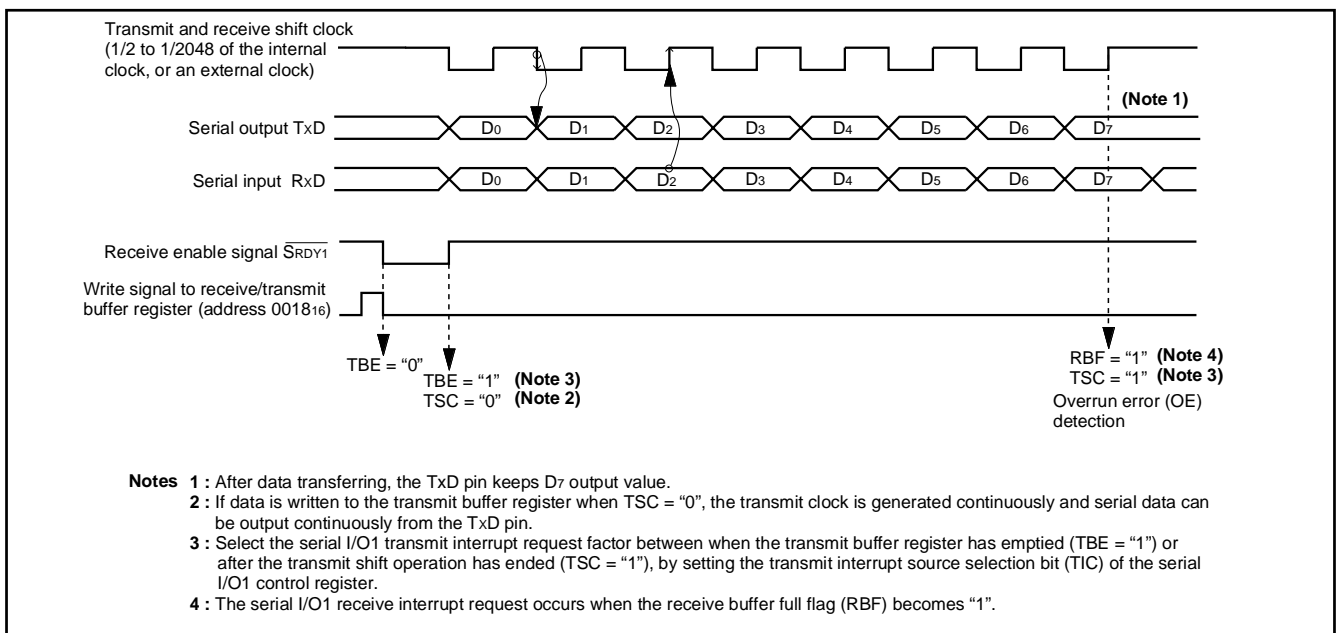 Transmit and receive shift clock
(1/2 to 1/2048 of the internal
clock, or an external clock)
(Note 1)
Serial output TxD
D0 D1 D2 D3 D4 D5 D6 D7
Serial input RxD
D0 D1 D2 D3 D4 D5 D6 D7
Receive enable signal SRDY1
Write signal to receive/transmit
buffer register (address 001816)
TBE = “0”
TBE = “1” (Note 3)
TSC = “0” (Note 2)
RBF = “1” (Note 4)
TSC = “1” (Note 3)
Overrun error (OE)
detection
Notes 1 : After data transferring, the TxD pin keeps D7 output value.
2 : If data is written to the transmit buffer register when TSC = “0”, the transmit clock is generated continuously and serial data can
be output continuously from the TxD pin.
3 : Select the serial I/O1 transmit interrupt request factor between when the transmit buffer register has emptied (TBE = “1”) or
after the transmit shift operation has ended (TSC = “1”), by setting the transmit interrupt source selection bit (TIC) of the serial
I/O1 control register.
4 : The serial I/O1 receive interrupt request occurs when the receive buffer full flag (RBF) becomes “1”.